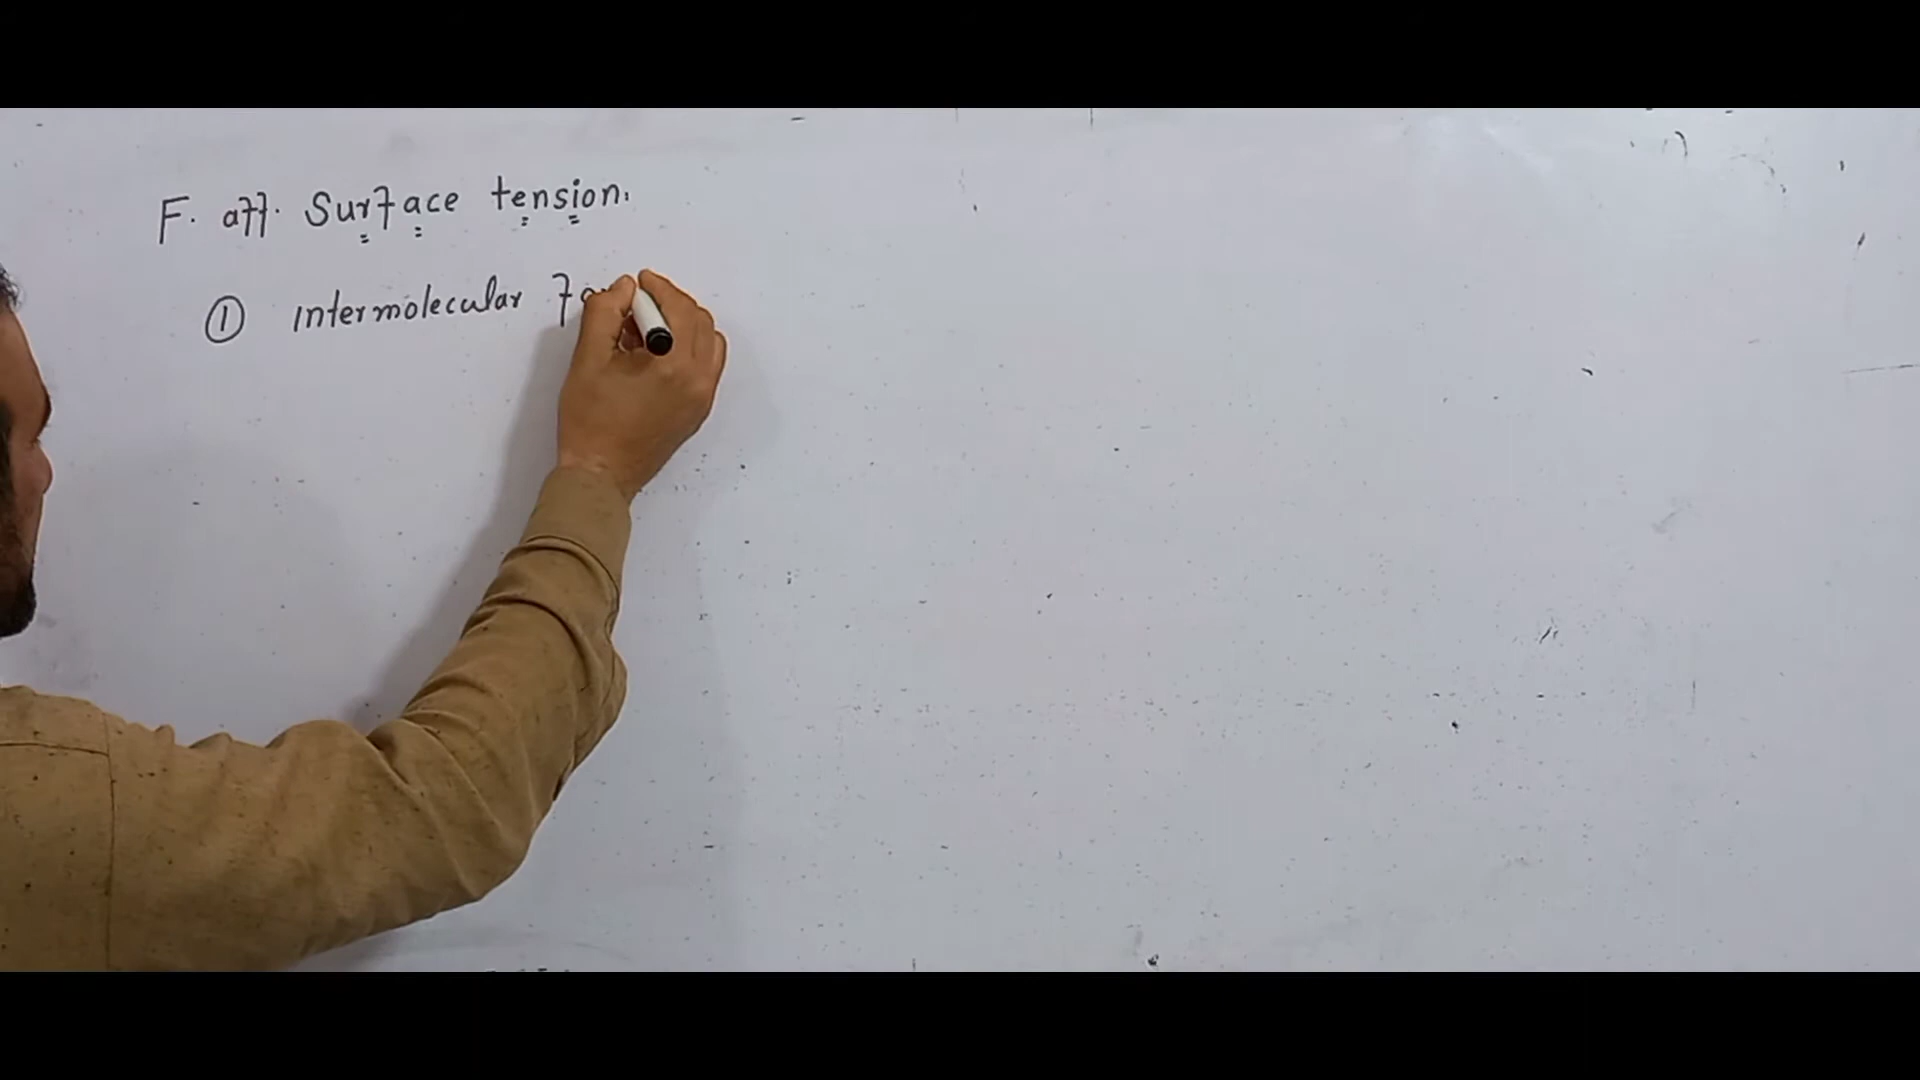 F. aff. Surface tension.
① intermolecular